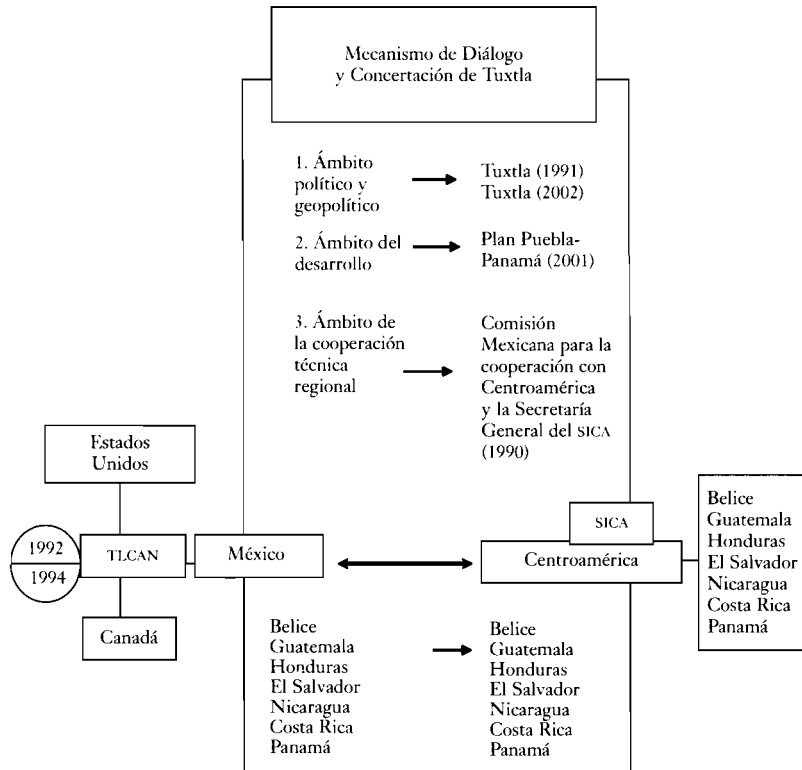 Mecanismo de Diálogo
y Concertación de Tuxtla
1. Ámbito
político y
geopolítico
Tuxtla (1991)
Tuxtla (2002)
2. Ámbito del
desarrollo
Plan Puebla-
Panamá (2001)
3. Ámbito de
la cooperación
técnica
regional
Comisión
Mexicana para la
cooperación con
Centroamérica
y la Secretaría
General del SICA
(1990)
Estados
Unidos
1992
1994
TLCAN
México
Canadá
SICA
Centroamérica
Belice
Guatemala
Honduras
El Salvador
Nicaragua
Costa Rica
Panamá
Belice
Guatemala
Honduras
El Salvador
Nicaragua
Costa Rica
Panamá
Belice
Guatemala
Honduras
El Salvador
Nicaragua
Costa Rica
Panamá